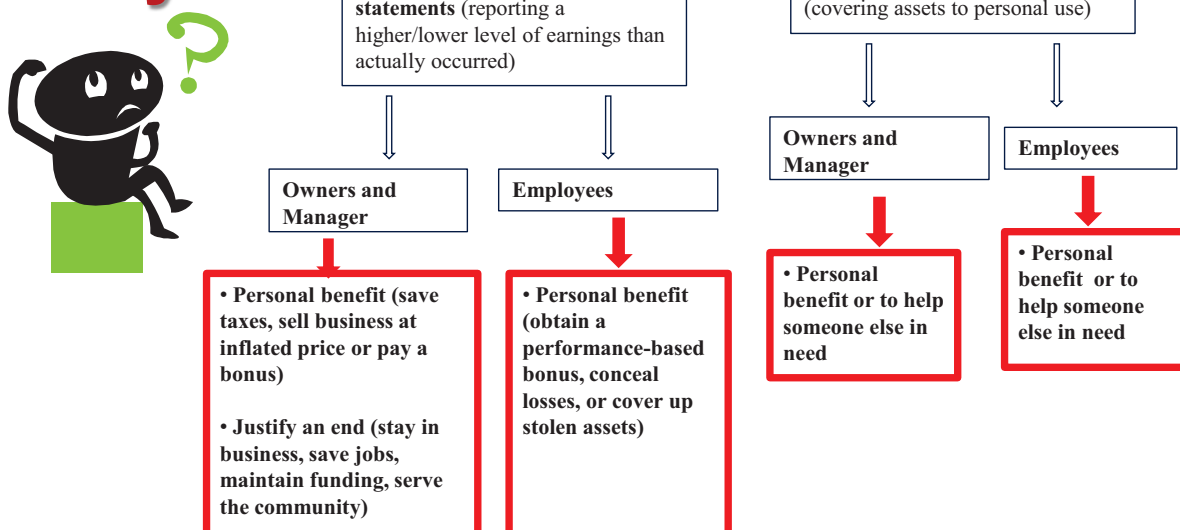 statements (reporting a
higher/lower level of earnings than
actually occurred)
(covering assets to personal use)
Owners and
Manager
Employees
Owners and
Manager
Employees
• Personal benefit (save
taxes, sell business at
inflated price or pay a
bonus)
• Justify an end (stay in
business, save jobs,
maintain funding, serve
the community)
• Personal benefit
(obtain a
performance-based
bonus, conceal
losses, or cover up
stolen assets)
• Personal
benefit or to help
someone else in
need
• Personal
benefit or to
help someone
else in need
?